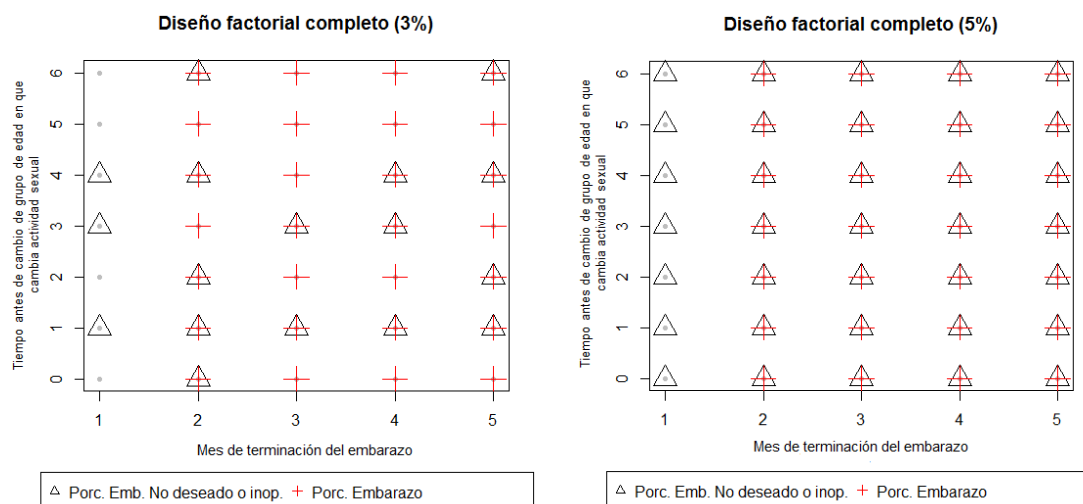 Diseño factorial completo (3%)
Tiempo antes de cambio de grupo de edad en que
cambia actividad sexual
6
5
4
3
2
1
0
1 2 3 4 5
Mes de terminación del embarazo
Porc. Emb. No deseado o inop. Porc. Embarazo
Diseño factorial completo (5%)
Tiempo antes de cambio de grupo de edad en que
cambia actividad sexual
6
5
4
3
2
1
0
1 2 3 4 5
Mes de terminación del embarazo
Porc. Emb. No deseado o inop. Porc. Embarazo